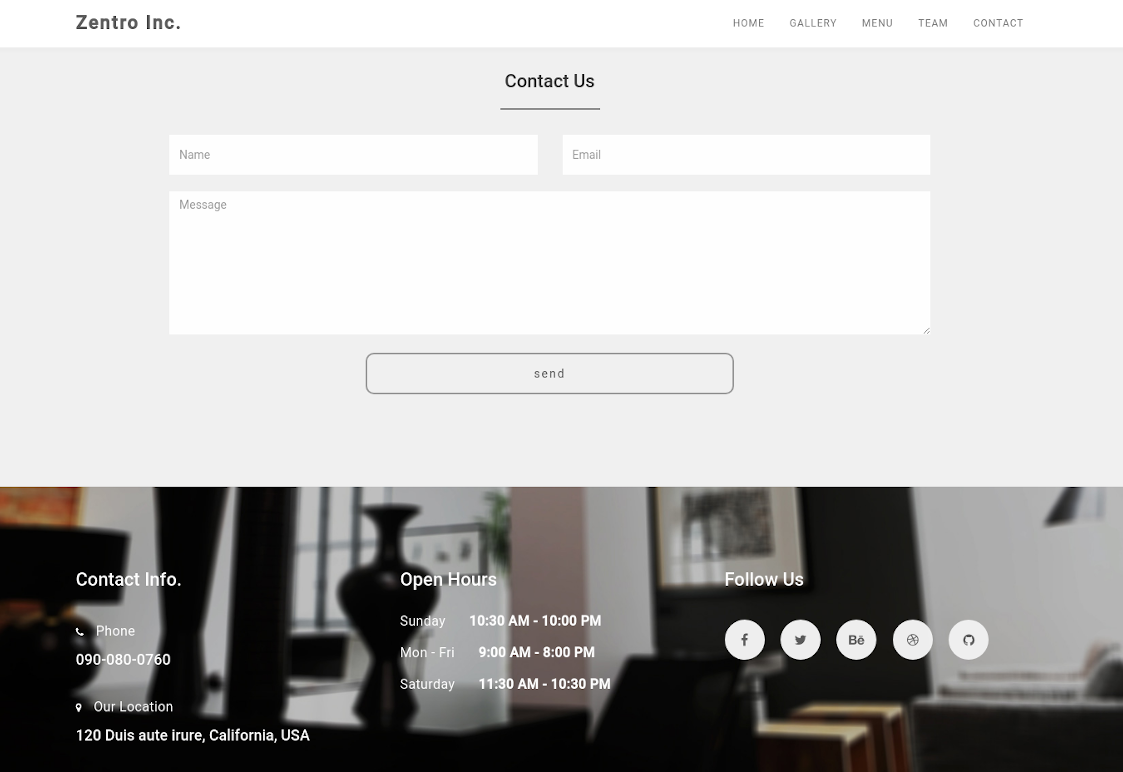 Zentro Inc.
HOME GALLERY MENU TEAM CONTACT
Contact Us
Name Email
Message
send
Contact Info.
Phone
090-080-0760
Our Location
120 Duis aute irure, California, USA
Open Hours
Sunday 10:30 AM - 10:00 PM
Mon - Fri 9:00 AM - 8:00 PM
Saturday 11:30 AM - 10:30 PM
Follow Us
Bē